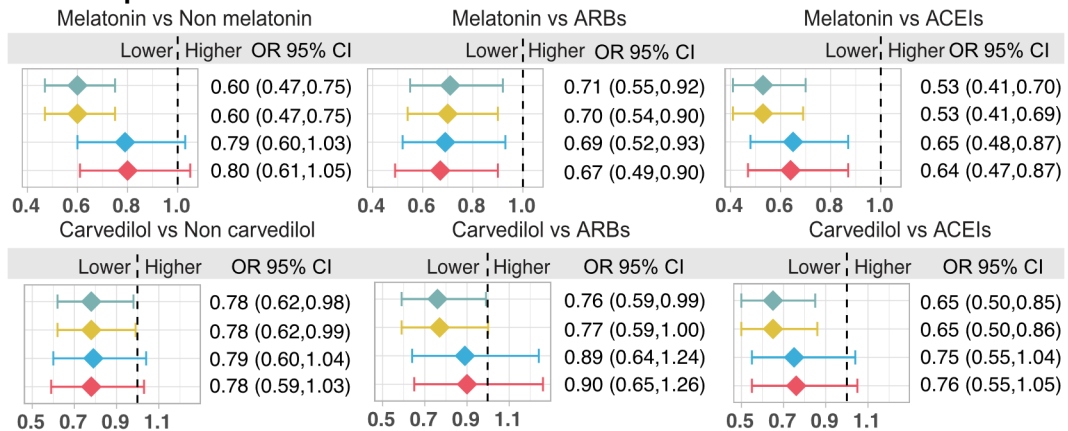 Melatonin vs Non melatonin
Lower Higher OR 95% CI
0.60 (0.47,0.75)
0.60 (0.47,0.75)
0.79 (0.60,1.03)
0.80 (0.61,1.05)
0.4 0.6 0.8 1.0
Melatonin vs ARBs
Lower Higher OR 95% CI
0.71 (0.55,0.92)
0.70 (0.54,0.90)
0.69 (0.52,0.93)
0.67 (0.49,0.90)
0.4 0.6 0.8 1.0
Melatonin vs ACEIs
Lower Higher OR 95% CI
0.53 (0.41,0.70)
0.53 (0.41,0.69)
0.65 (0.48,0.87)
0.64 (0.47,0.87)
0.4 0.6 0.8 1.0
Carvedilol vs Non carvedilol
Lower Higher OR 95% CI
0.78 (0.62,0.98)
0.78 (0.62,0.99)
0.79 (0.60,1.04)
0.78 (0.59,1.03)
0.5 0.7 0.9 1.1
Carvedilol vs ARBs
Lower Higher OR 95% CI
0.76 (0.59,0.99)
0.77 (0.59,1.00)
0.89 (0.64,1.24)
0.90 (0.65,1.26)
0.5 0.7 0.9 1.1
Carvedilol vs ACEIs
Lower Higher OR 95% CI
0.65 (0.50,0.85)
0.65 (0.50,0.86)
0.75 (0.55,1.04)
0.76 (0.55,1.05)
0.5 0.7 0.9 1.1